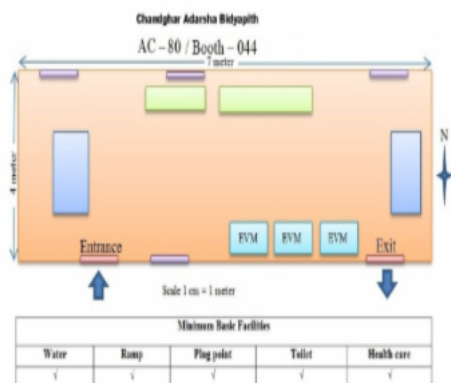 Chandghar Adarsha Bidyapith
AC – 80 / Booth – 044
7 meter
4 meter
N
EVM EVM EVM
Entrance Exit
Scale 1 cm = 1 meter
Minimum Basic Facilities
Water Ramp Plug point Toilet Health care
√ √ √ √ √